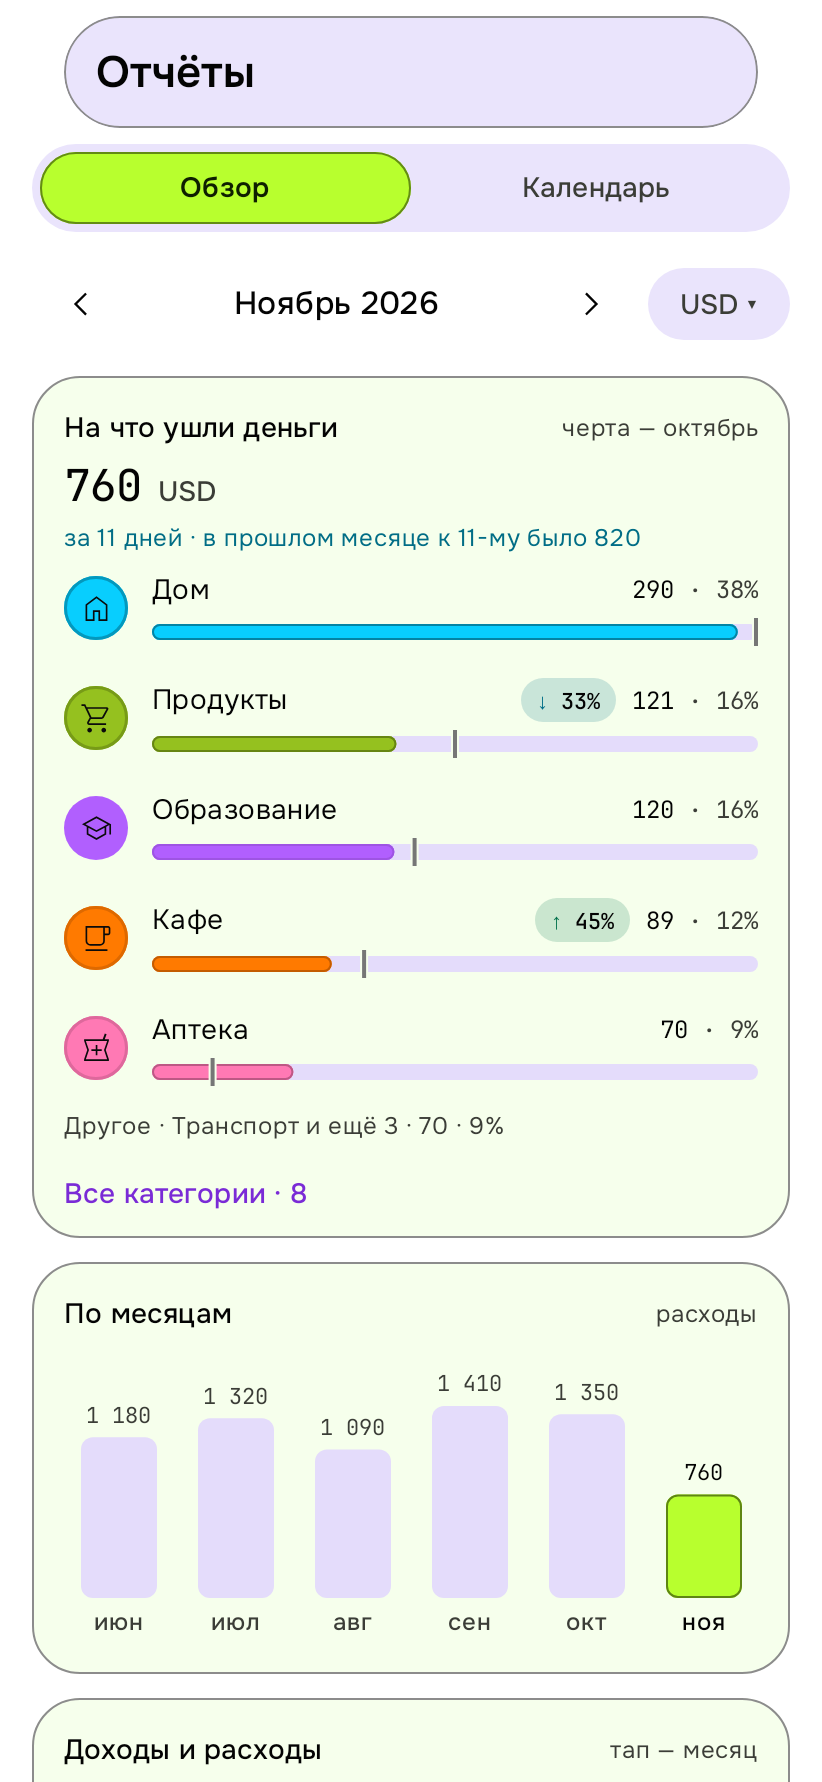 Отчёты
Обзор
Календарь
Ноябрь 2026
USD ▾
На что ушли деньги
черта — октябрь
760 USD
за 11 дней · в прошлом месяце к 11-му было 820
Дом 290 · 38%
Продукты ↓ 33% 121 · 16%
Образование 120 · 16%
Кафе ↑ 45% 89 · 12%
Аптека 70 · 9%
Другое · Транспорт и ещё 3 · 70 · 9%
Все категории · 8
По месяцам
расходы
1 180 1 320 1 090 1 410 1 350 760
июн июл авг сен окт ноя
Доходы и расходы
тап — месяц